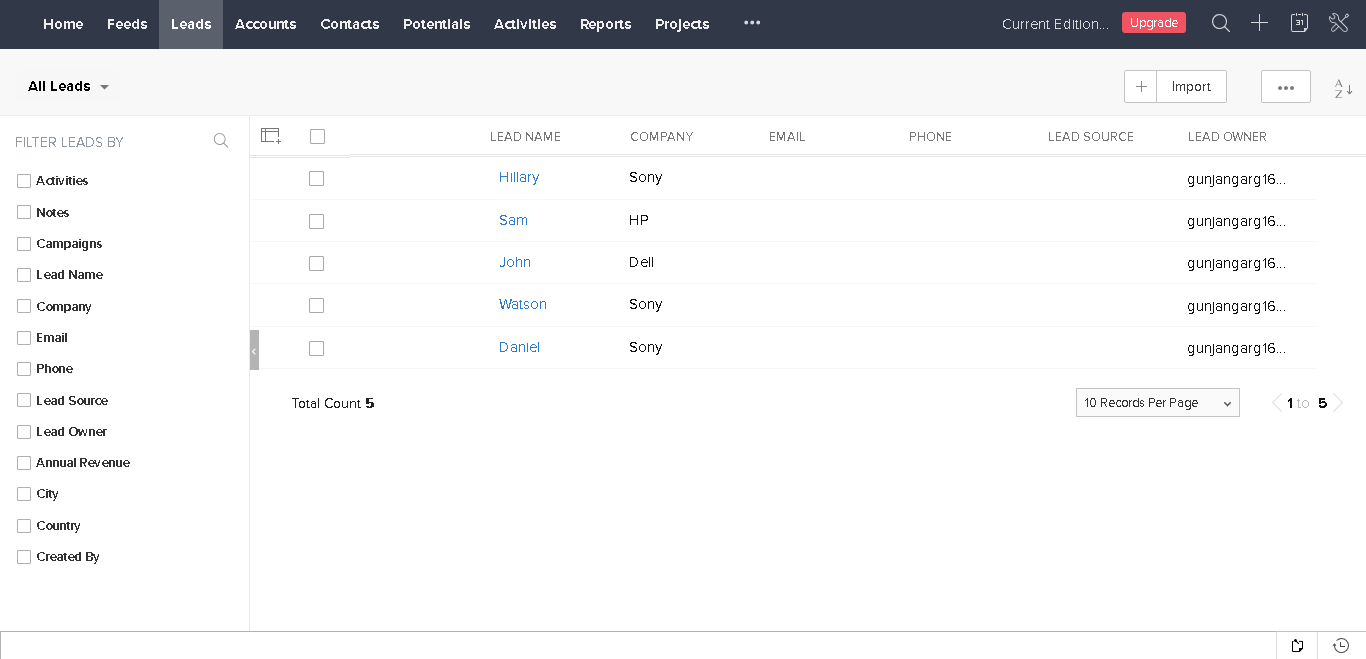 Home Feeds Leads Accounts Contacts Potentials Activities Reports Projects ••• Current Edition... Upgrade 31
All Leads + Import ••• A Z
FILTER LEADS BY
LEAD NAME COMPANY EMAIL PHONE LEAD SOURCE LEAD OWNER
Activities
Notes
Campaigns
Lead Name
Company
Email
Phone
Lead Source
Lead Owner
Annual Revenue
City
Country
Created By
Hillary Sony gunjangarg16...
Sam HP gunjangarg16...
John Dell gunjangarg16...
Watson Sony gunjangarg16...
Daniel Sony gunjangarg16...
Total Count 5 10 Records Per Page 1 to 5